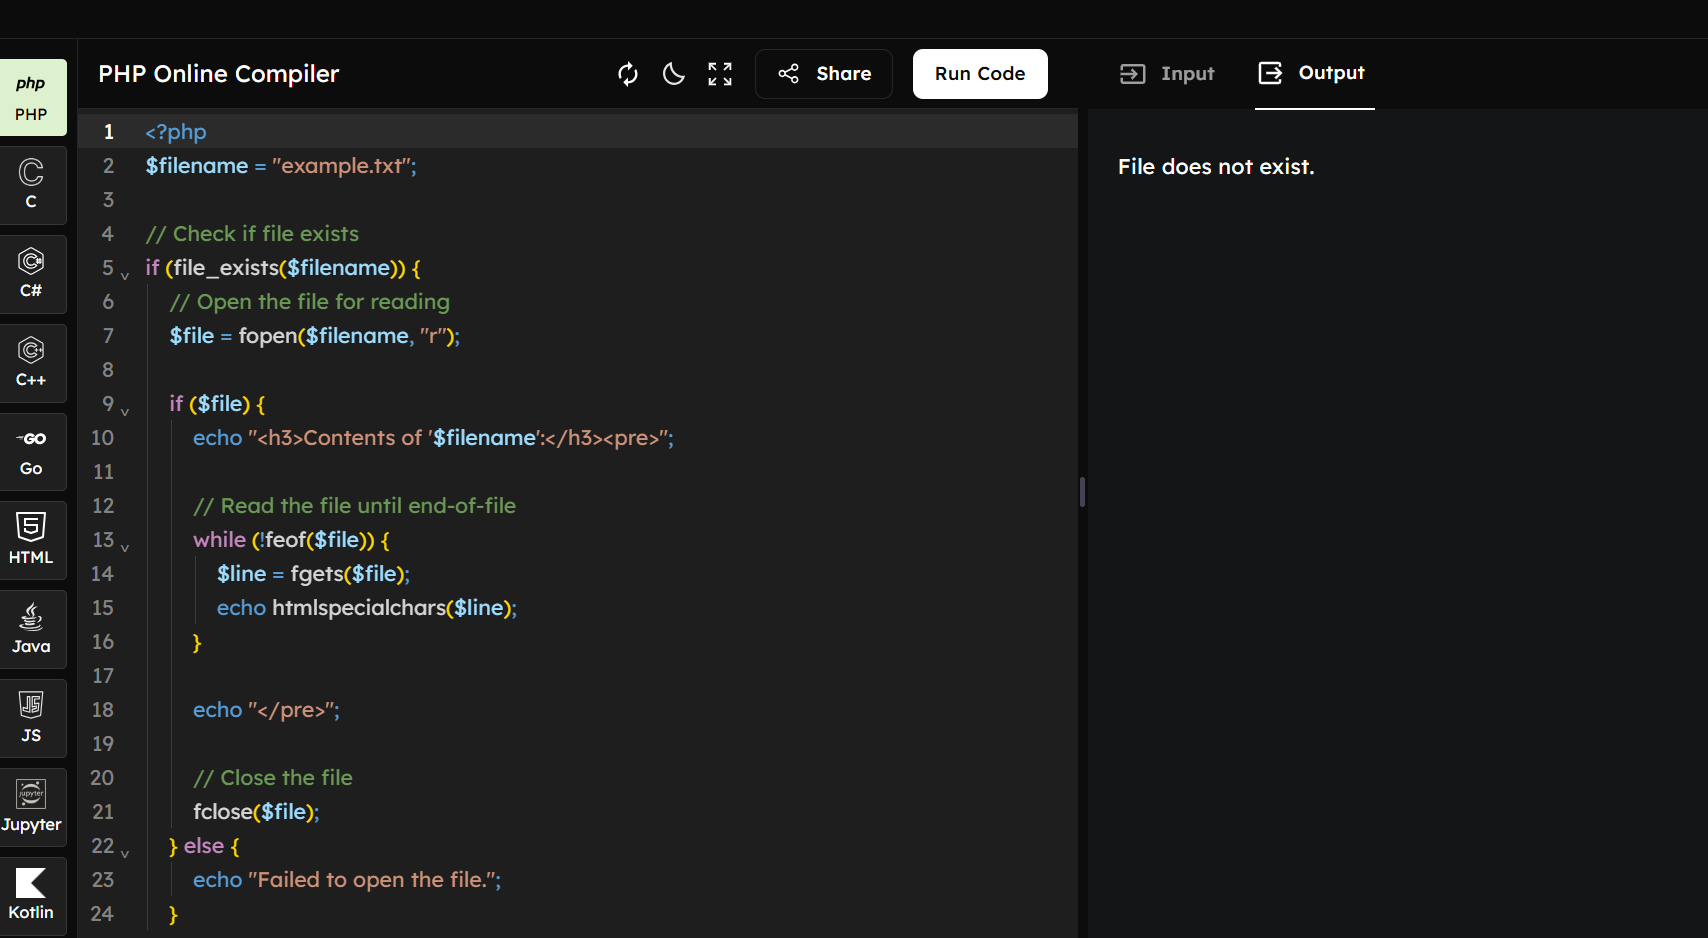 PHP Online Compiler
Share
Run Code
Input
Output
php
PHP
C
C
C#
C#
C++
C++
GO
Go
5
HTML
Java
JS
JS
jupyter
Jupyter
Kotlin
1 <?php
2 $filename = "example.txt";
3
4 // Check if file exists
5 if (file_exists($filename)) {
6 // Open the file for reading
7 $file = fopen($filename, "r");
8
9 if ($file) {
10 echo "<h3>Contents of '$filename':</h3><pre>";
11
12 // Read the file until end-of-file
13 while (!feof($file)) {
14 $line = fgets($file);
15 echo htmlspecialchars($line);
16 }
17
18 echo "</pre>";
19
20 // Close the file
21 fclose($file);
22 } else {
23 echo "Failed to open the file.";
24 }
File does not exist.